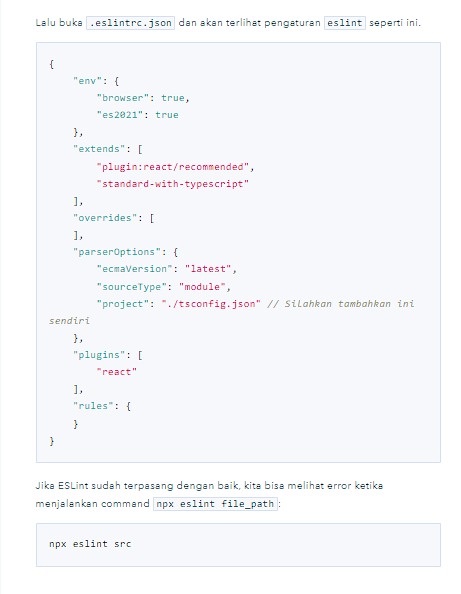 Lalu buka .eslintrc.json dan akan terlihat pengaturan eslint seperti ini.
{
    "env": {
        "browser": true,
        "es2021": true
    },
    "extends": [
        "plugin:react/recommended",
        "standard-with-typescript"
    ],
    "overrides": [
    ],
    "parserOptions": {
        "ecmaVersion": "latest",
        "sourceType": "module",
        "project": "./tsconfig.json" // Silahkan tambahkan ini
sendiri
    },
    "plugins": [
        "react"
    ],
    "rules": {
    }
}
Jika ESLint sudah terpasang dengan baik, kita bisa melihat error ketika
menjalankan command npx eslint file_path:
npx eslint src